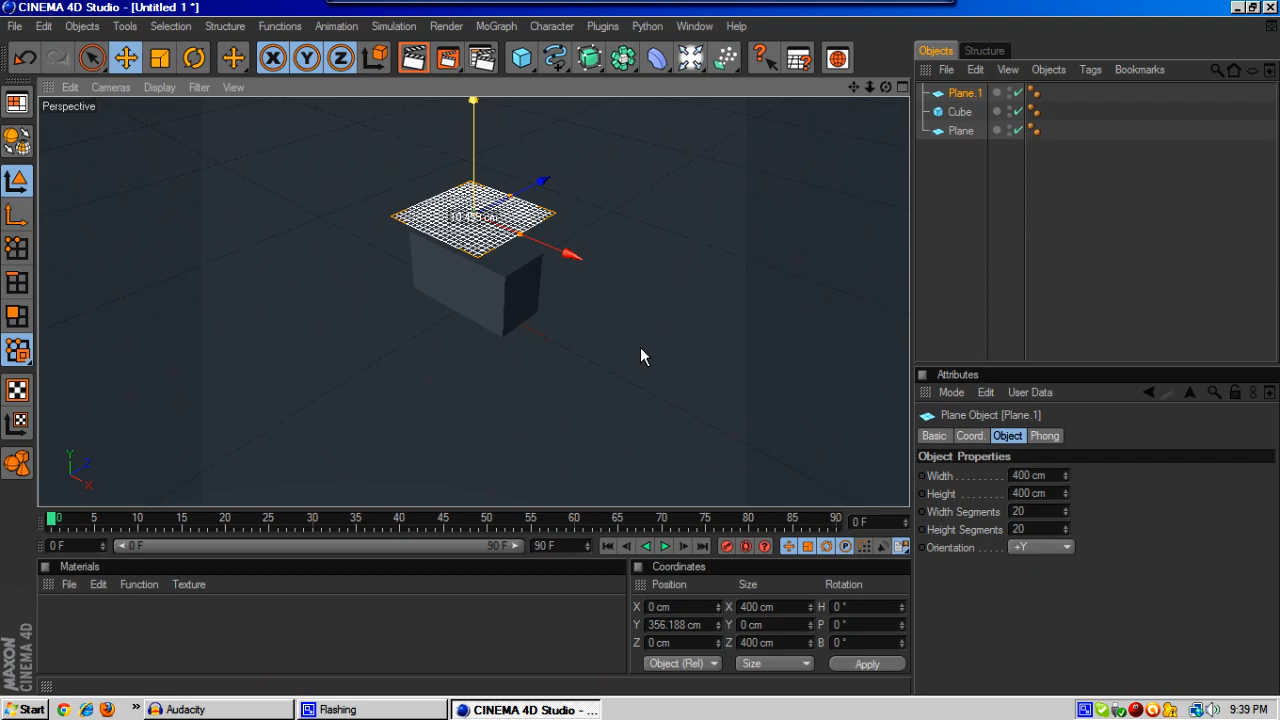 CINEMA 4D Studio - [Untitled 1 *]
File Edit Objects Tools Selection Structure Functions Animation Simulation Render MoGraph Character Plugins Python Window Help
X Y Z
Objects Structure
File Edit View Objects Tags Bookmarks
Plane.1
Cube
Plane
Edit Cameras Display Filter View
Perspective
Y
Z
X
0 5 10 15 20 25 30 35 40 45 50 55 60 65 70 75 80 85 90 0 F
0 F 0 F 90 F 90 F
Attributes
Mode Edit User Data
Plane Object [Plane.1]
Basic Coord. Object Phong
Object Properties
Width 400 cm
Height 400 cm
Width Segments 20
Height Segments 20
Orientation +Y
Materials
File Edit Function Texture
Coordinates
Position Size Rotation
X 0 cm X 400 cm H 0 °
Y 356.188 cm Y 0 cm P 0 °
Z 0 cm Z 400 cm B 0 °
Object (Rel) Size Apply
MAXON
CINEMA 4D
Start Audacity Flashing CINEMA 4D Studio - ... 9:39 PM